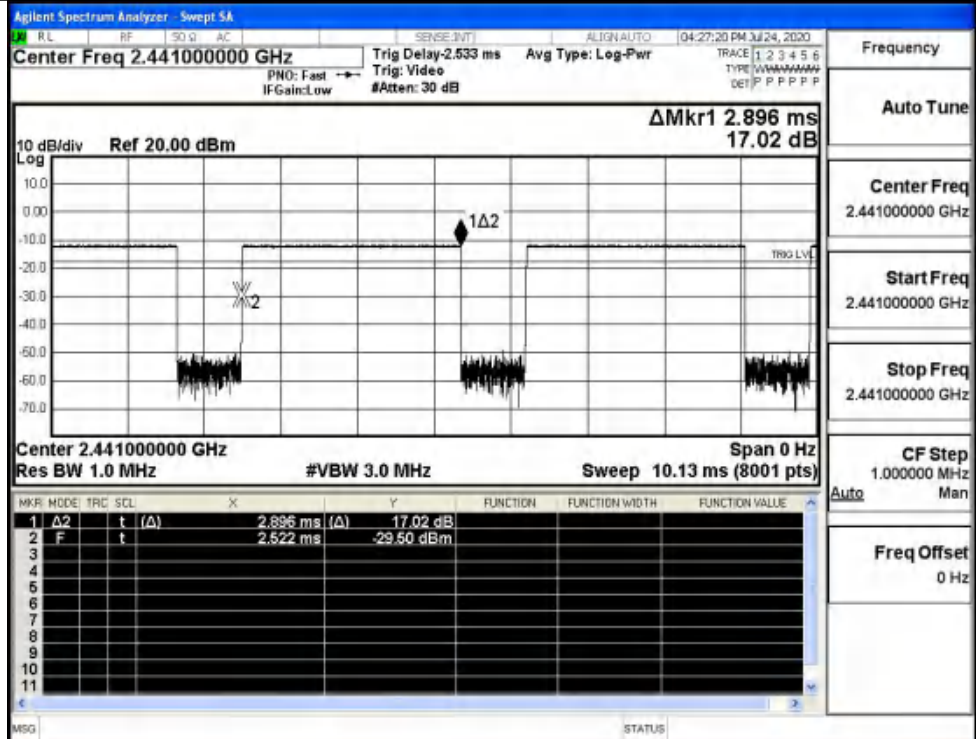 Agilent Spectrum Analyzer - Swept SA
RL RF 50 Ω AC SENSE:INT ALIGN AUTO 04:27:20 PM Jul 24, 2020
Center Freq 2.441000000 GHz
PNO: Fast
IFGain:Low
Trig Delay-2.533 ms
Trig: Video
#Atten: 30 dB
Avg Type: Log-Pwr
TRACE 1 2 3 4 5 6
TYPE
DET P P P P P P
ΔMkr1 2.896 ms
17.02 dB
10 dB/div Ref 20.00 dBm
Log
10.0
0.00
-10.0
-20.0
-30.0
-40.0
-50.0
-60.0
-70.0
1Δ2
2
TRIG LVL
Center 2.441000000 GHz Span 0 Hz
Res BW 1.0 MHz #VBW 3.0 MHz Sweep 10.13 ms (8001 pts)
MKR MODE TRC SCL X Y FUNCTION FUNCTION WIDTH FUNCTION VALUE
1 Δ2 t (Δ) 2.896 ms (Δ) 17.02 dB
2 F t 2.522 ms -29.50 dBm
3
4
5
6
7
8
9
10
11
MSG STATUS
Frequency
Auto Tune
Center Freq
2.441000000 GHz
Start Freq
2.441000000 GHz
Stop Freq
2.441000000 GHz
CF Step
1.000000 MHz
Auto Man
Freq Offset
0 Hz